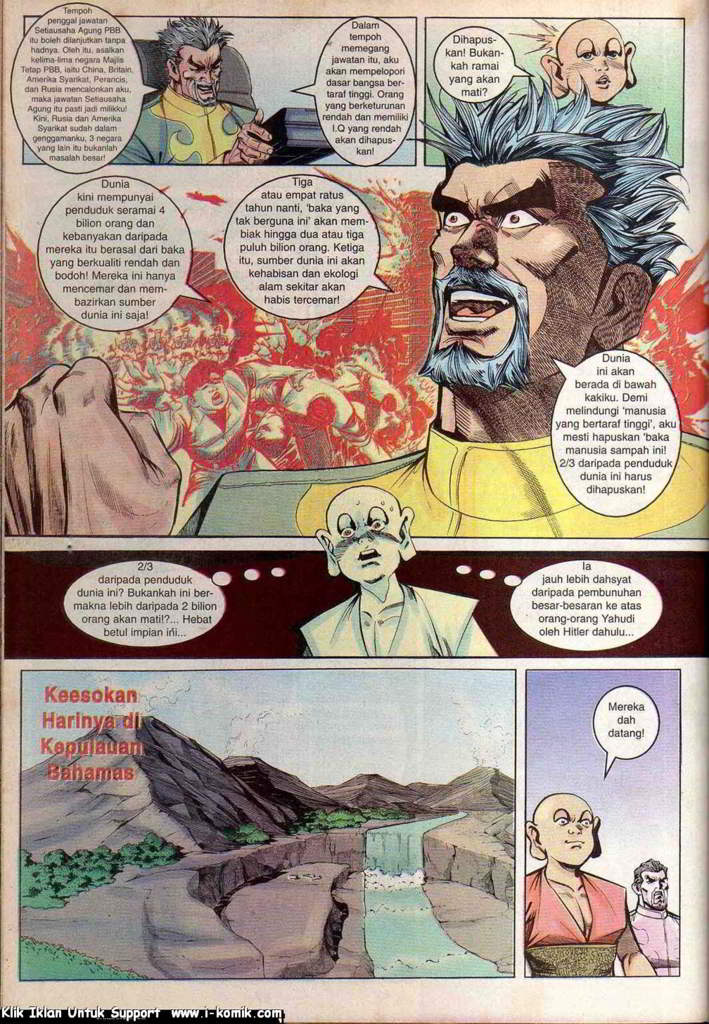 Tempoh
penggal jawatan
Setiausaha Agung PBB
itu boleh dilanjutkan tanpa
hadnya. Oleh itu, asalkan
kelima-lima negara Majlis
Tetap PBB, iaitu China, Britain,
Amerika Syarikat, Perancis,
dan Rusia mencalonkan aku,
maka jawatan Setiausaha
Agung itu pasti jadi milikku!
Kini, Rusia dan Amerika
Syarikat sudah dalam
genggamanku, 3 negara
yang lain itu bukanlah
masalah besar!
Dalam
tempoh
memegang
jawatan itu, aku
akan mempelopori
dasar bangsa ber-
taraf tinggi. Orang
yang berketurunan
rendah dan memiliki
I.Q yang rendah
akan dihapus-
kan!
Dihapus-
kan! Bukan-
kah ramai
yang akan
mati?
Dunia
kini mempunyai
penduduk seramai 4
bilion orang dan
kebanyakan daripada
mereka itu berasal dari baka
yang berkualiti rendah dan
bodoh! Mereka ini hanya
mencemar dan mem-
bazirkan sumber
dunia ini saja!
Tiga
atau empat ratus
tahun nanti, 'baka yang
tak berguna ini' akan mem-
biak hingga dua atau tiga
puluh bilion orang. Ketiga
itu, sumber dunia ini akan
kehabisan dan ekologi
alam sekitar akan
habis tercemar!
Dunia
ini akan
berada di bawah
kakiku. Demi
melindungi 'manusia
yang bertaraf tinggi', aku
mesti hapuskan 'baka
manusia sampah ini!
2/3 daripada penduduk
dunia ini harus
dihapuskan!
2/3
daripada penduduk
dunia ini? Bukankah ini ber-
makna lebih daripada 2 bilion
orang akan mati!?... Hebat
betul impian ini...
Ia
jauh lebih dahsyat
daripada pembunuhan
besar-besaran ke atas
orang-orang Yahudi
oleh Hitler dahulu...
Keesokan
Harinya di
Kepulauan
Bahamas
Mereka
dah
datang!
Klik Iklan Untuk Support www.i-komik.com